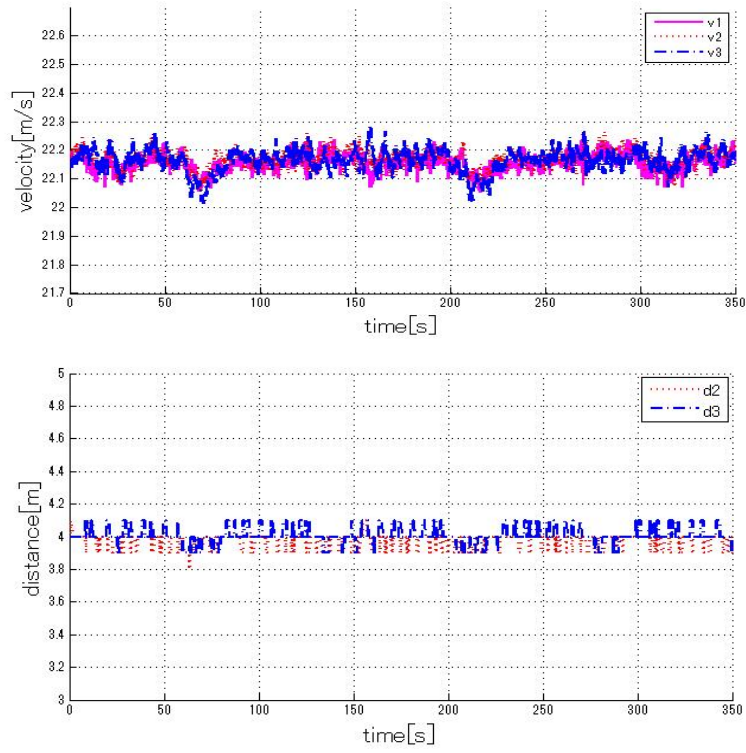 22.6
22.5
22.4
22.3
22.2
22.1
22
21.9
21.8
21.7
velocity[m/s]
v1
v2
v3
0 50 100 150 200 250 300 350
time[s]
5
4.8
4.6
4.4
4.2
4
3.8
3.6
3.4
3.2
3
distance[m]
d2
d3
0 50 100 150 200 250 300 350
time[s]